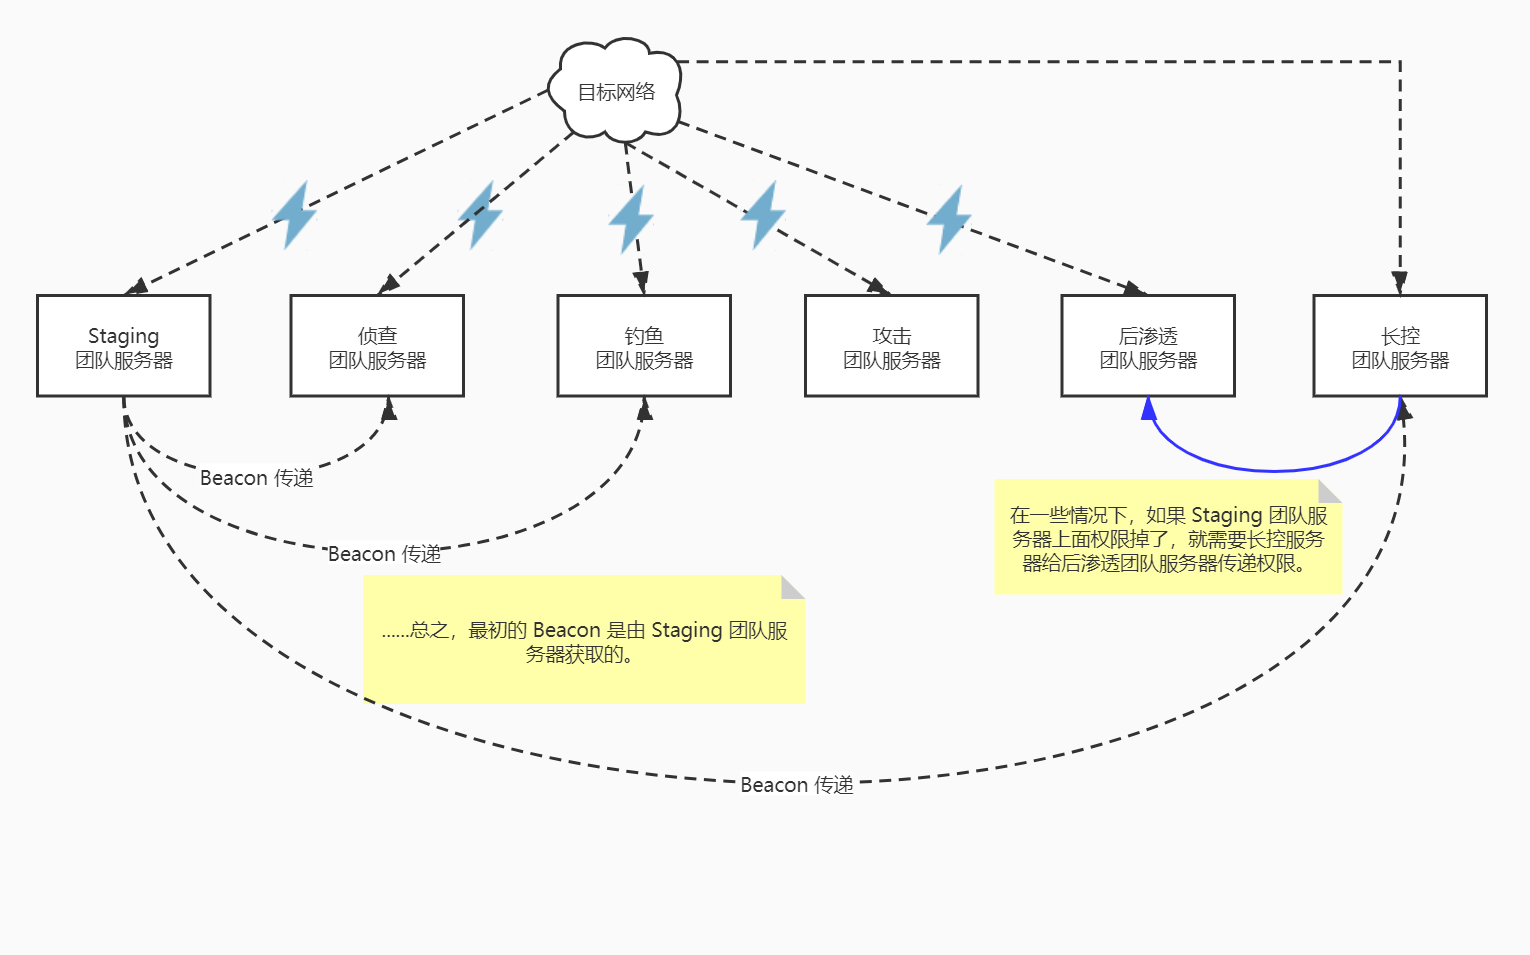 目标网络
Staging
团队服务器
侦查
团队服务器
钓鱼
团队服务器
攻击
团队服务器
后渗透
团队服务器
长控
团队服务器
Beacon 传递
Beacon 传递
在一些情况下，如果 Staging 团队服
务器上面权限掉了，就需要长控服务
器给后渗透团队服务器传递权限。
......总之，最初的 Beacon 是由 Staging 团队服
务器获取的。
Beacon 传递